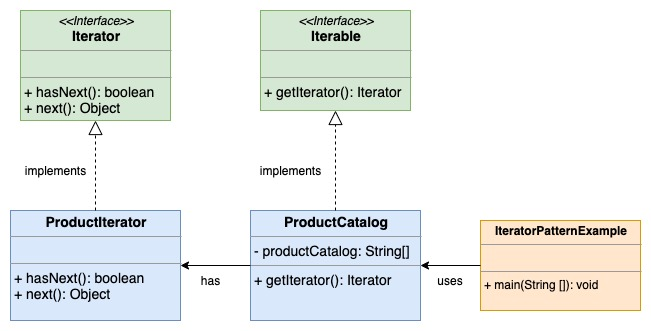 <<Interface>>
Iterator
+ hasNext(): boolean
+ next(): Object
<<Interface>>
Iterable
+ getIterator(): Iterator
implements
implements
ProductIterator
+ hasNext(): boolean
+ next(): Object
has
ProductCatalog
- productCatalog: String[]
+ getIterator(): Iterator
uses
IteratorPatternExample
+ main(String []): void